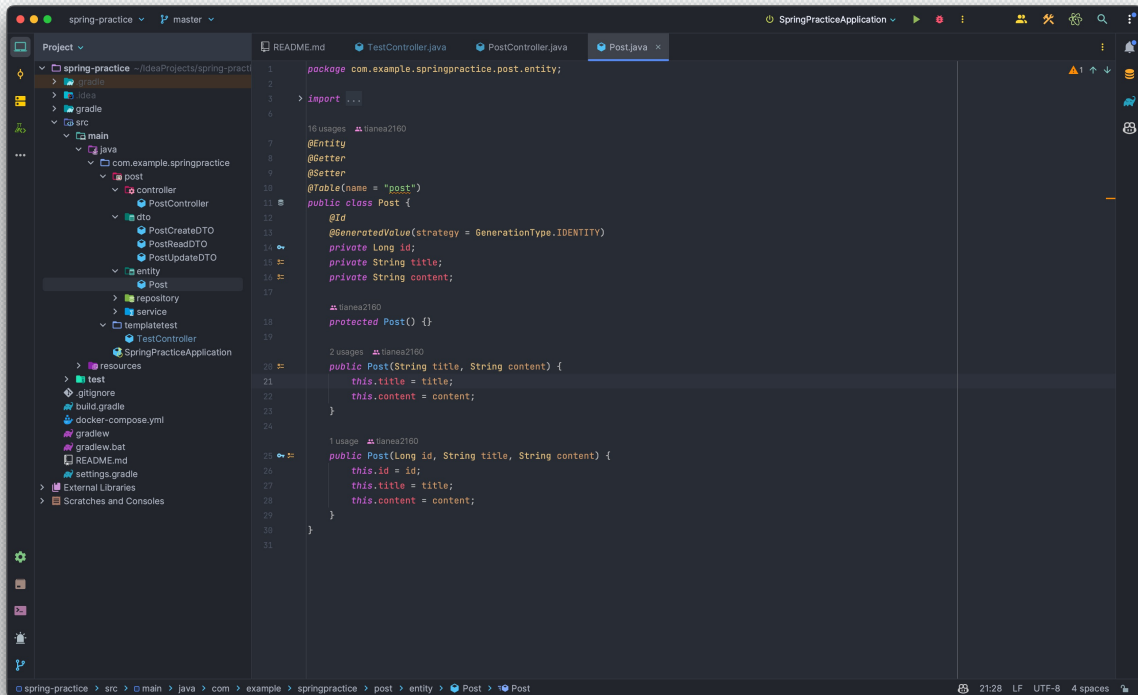 spring-practice master SpringPracticeApplication
Project
README.md TestController.java PostController.java Post.java
spring-practice ~/IdeaProjects/spring-practi
.gradle
.idea
gradle
src
main
java
com.example.springpractice
post
controller
PostController
dto
PostCreateDTO
PostReadDTO
PostUpdateDTO
entity
Post
repository
service
templatetest
TestController
SpringPracticeApplication
resources
test
.gitignore
build.gradle
docker-compose.yml
gradlew
gradlew.bat
README.md
settings.gradle
External Libraries
Scratches and Consoles
1 package com.example.springpractice.post.entity; 1
2
3 import ...
6
16 usages tianea2160
7 @Entity
8 @Getter
9 @Setter
10 @Table(name = "post")
11 public class Post {
12 @Id
13 @GeneratedValue(strategy = GenerationType.IDENTITY)
14 private Long id;
15 private String title;
16 private String content;
17
tianea2160
18 protected Post() {}
19
2 usages tianea2160
20 public Post(String title, String content) {
21 this.title = title;
22 this.content = content;
23 }
24
1 usage tianea2160
25 public Post(Long id, String title, String content) {
26 this.id = id;
27 this.title = title;
28 this.content = content;
29 }
30 }
31
spring-practice > src > main > java > com > example > springpractice > post > entity > Post > Post 21:28 LF UTF-8 4 spaces